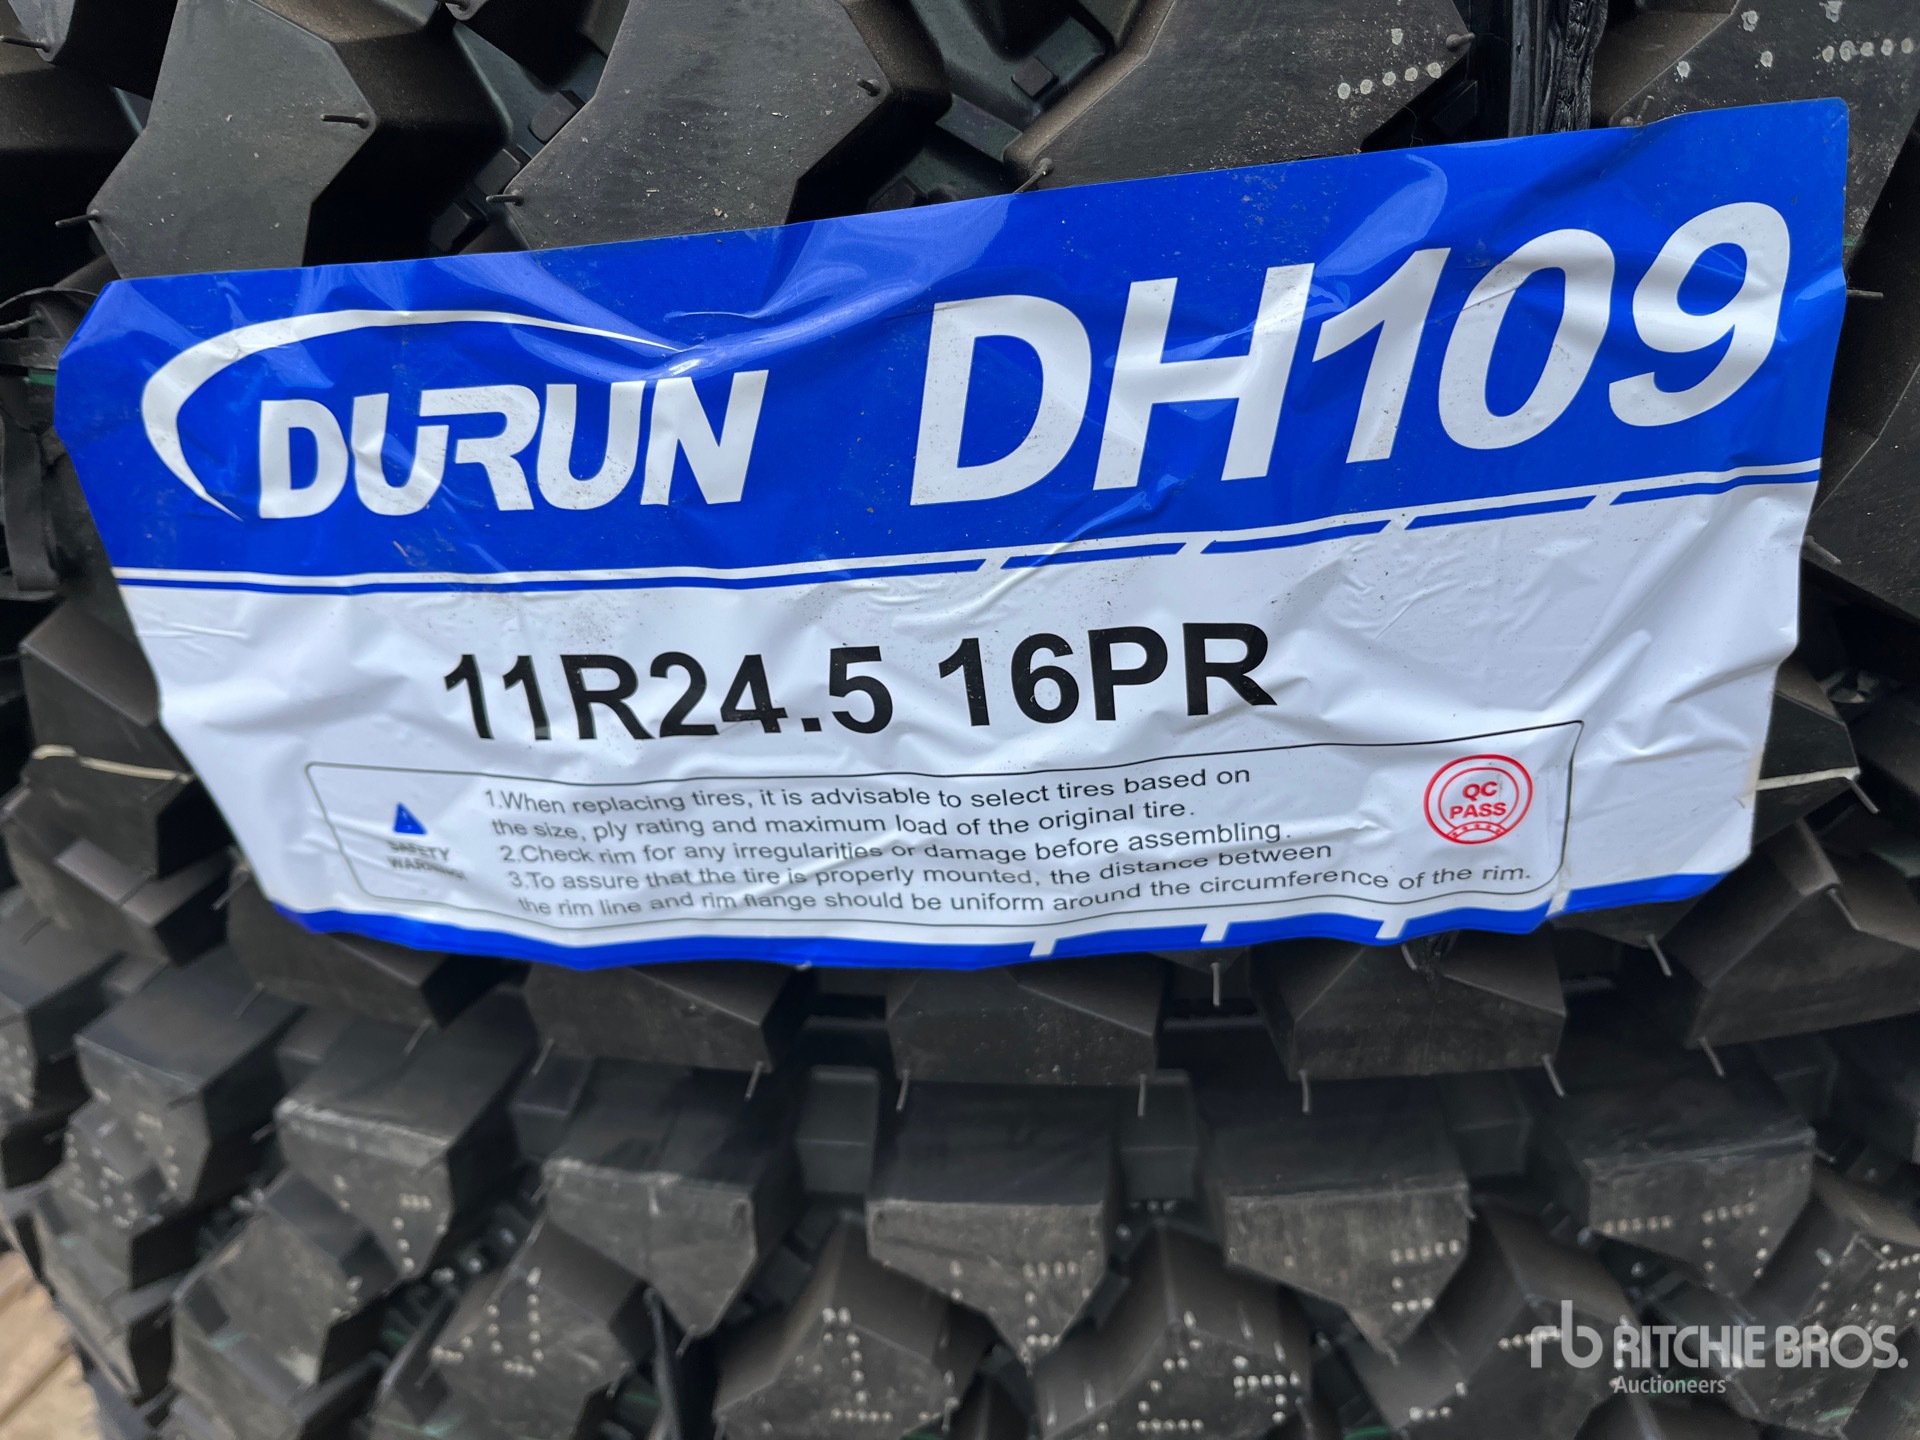 DURUN DH109
11R24.5 16PR
SAFETY
WARNING!
1.When replacing tires, it is advisable to select tires based on
the size, ply rating and maximum load of the original tire.
2.Check rim for any irregularities or damage before assembling.
3.To assure that the tire is properly mounted, the distance between
the rim line and rim flange should be uniform around the circumference of the rim.
QC
PASS
rb RITCHIE BROS.
Auctioneers